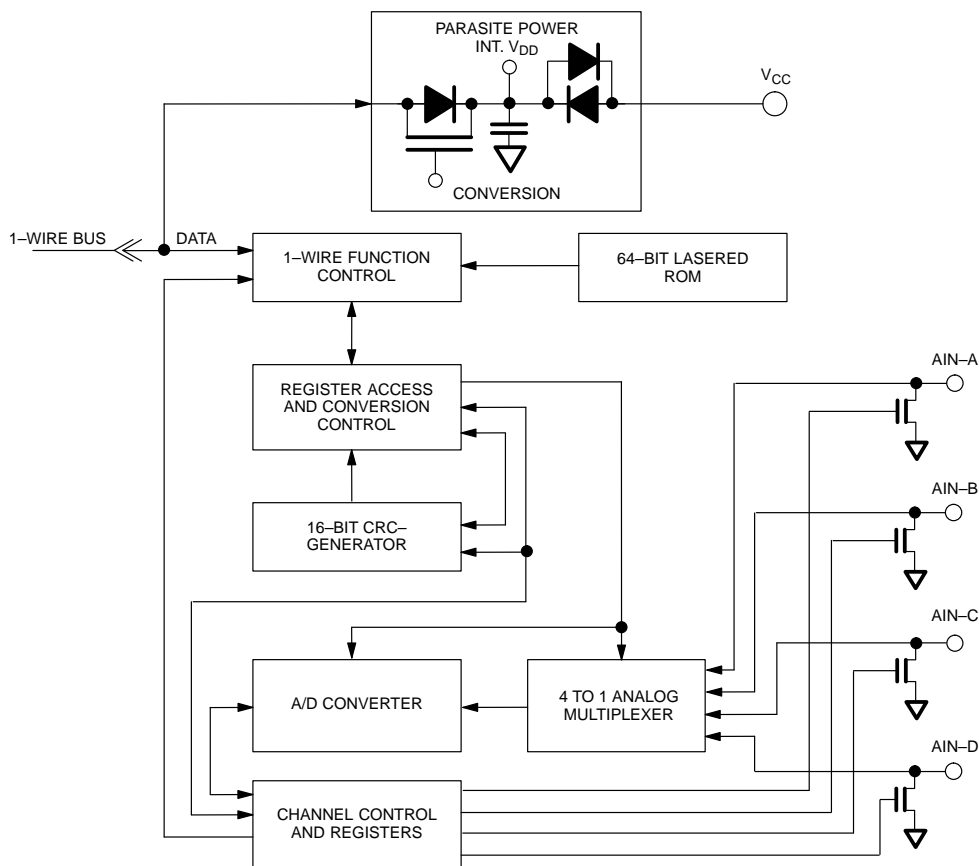 PARASITE POWER
INT. VDD
VCC
CONVERSION
1–WIRE BUS
DATA
1–WIRE FUNCTION
CONTROL
64–BIT LASERED
ROM
AIN–A
REGISTER ACCESS
AND CONVERSION
CONTROL
AIN–B
16–BIT CRC–
GENERATOR
AIN–C
A/D CONVERTER
4 TO 1 ANALOG
MULTIPLEXER
AIN–D
CHANNEL CONTROL
AND REGISTERS